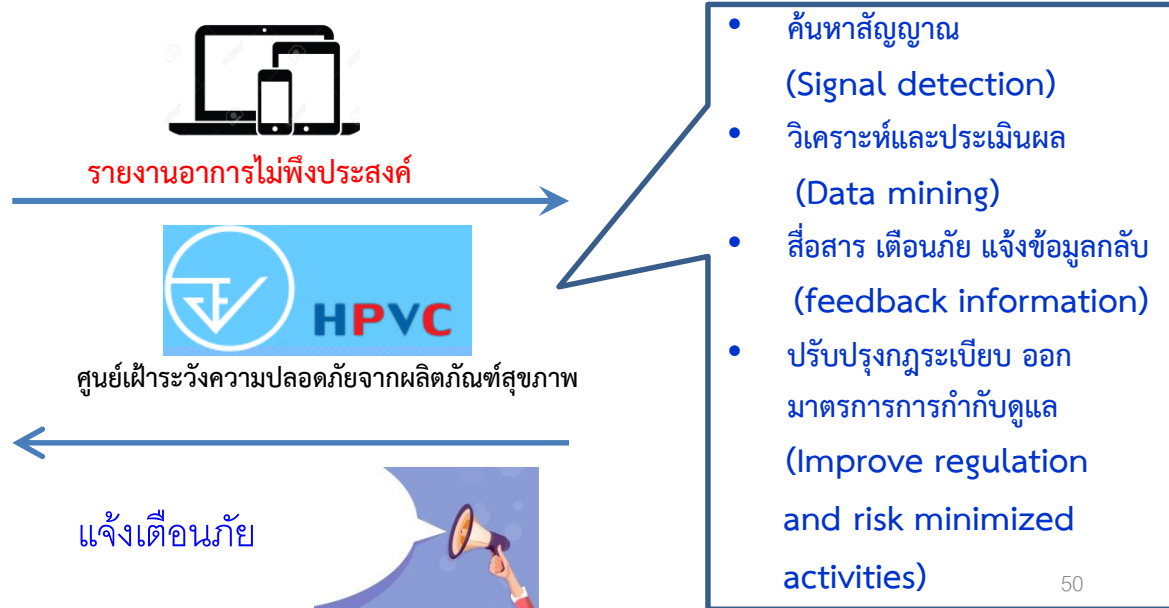 รายงานอาการไม่พึงประสงค์
HPVC
ศูนย์เฝ้าระวังความปลอดภัยจากผลิตภัณฑ์สุขภาพ
แจ้งเตือนภัย
• ค้นหาสัญญาณ
(Signal detection)
• วิเคราะห์และประเมินผล
(Data mining)
• สื่อสาร เตือนภัย แจ้งข้อมูลกลับ
(feedback information)
• ปรับปรุงกฎระเบียบ ออก
มาตรการการกำกับดูแล
(Improve regulation
and risk minimized
activities)
50